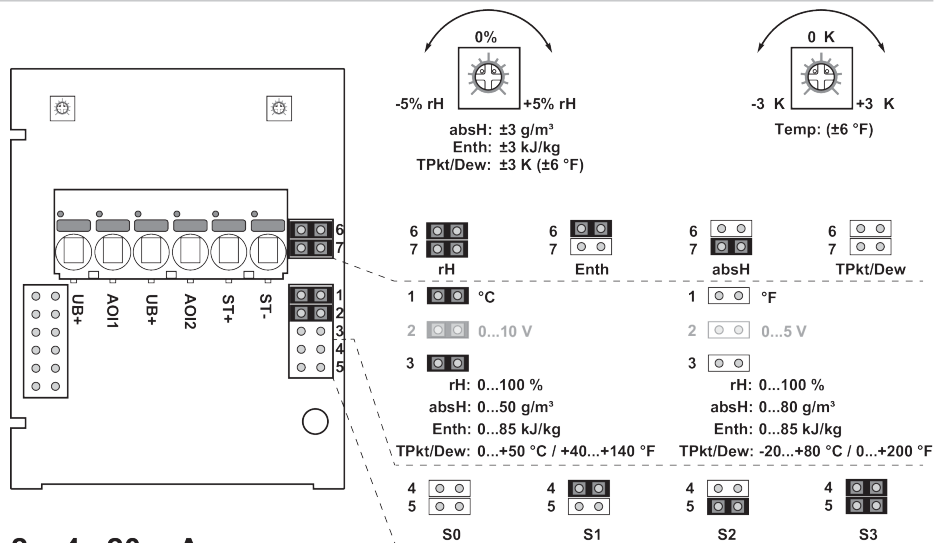 0%
-5% rH +5% rH
absH: ±3 g/m³
Enth: ±3 kJ/kg
TPkt/Dew: ±3 K (±6 °F)
0 K
-3 K +3 K
Temp: (±6 °F)
6
7
UB+ AOI1 UB+ AOI2 ST+ ST-
1
2
3
4
5
6
7
rH
6
7
Enth
6
7
absH
6
7
TPkt/Dew
1 °C
2 0...10 V
3
rH: 0...100 %
absH: 0...50 g/m³
Enth: 0...85 kJ/kg
TPkt/Dew: 0...+50 °C / +40...+140 °F
1 °F
2 0...5 V
3
rH: 0...100 %
absH: 0...80 g/m³
Enth: 0...85 kJ/kg
TPkt/Dew: -20...+80 °C / 0...+200 °F
4
5
S0
4
5
S1
4
5
S2
4
5
S3